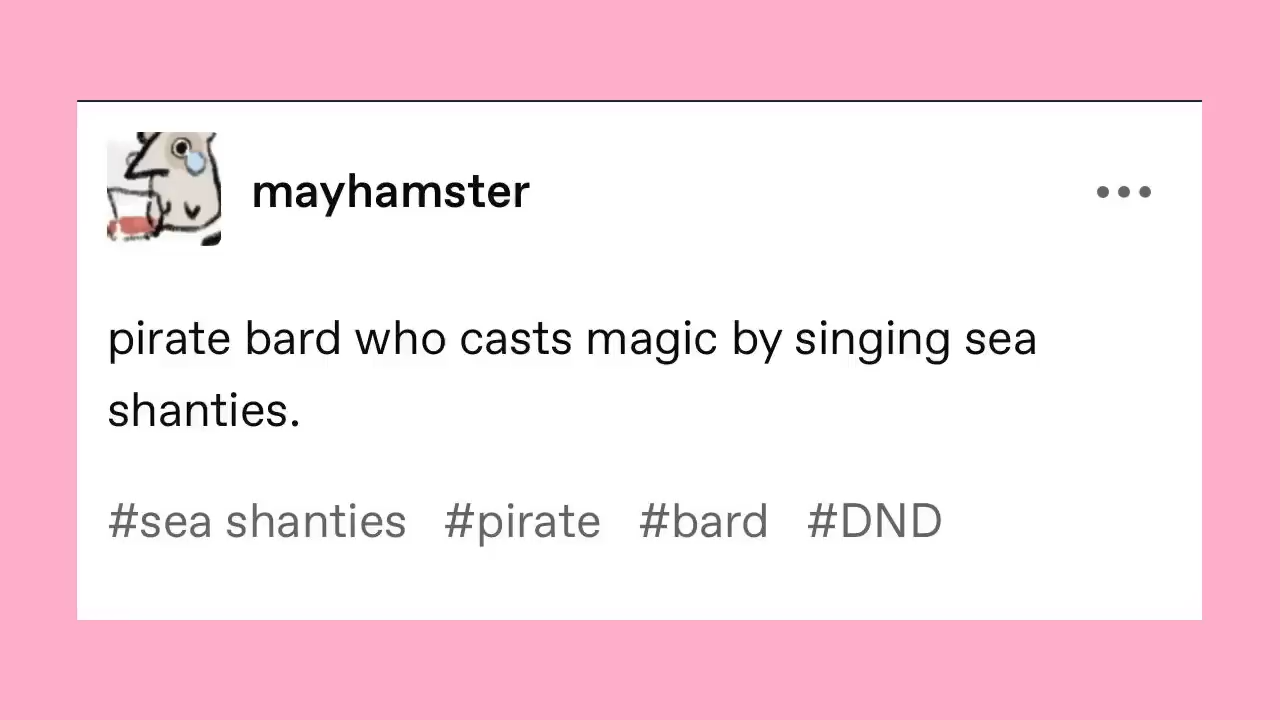 mayhamster
pirate bard who casts magic by singing sea
shanties.
#sea shanties #pirate #bard #DND